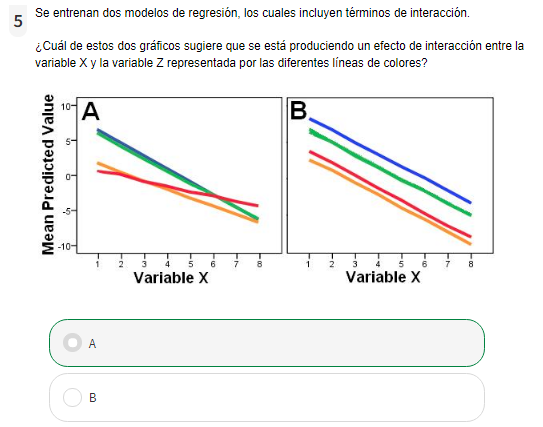 5
Se entrenan dos modelos de regresión, los cuales incluyen términos de interacción.
¿Cuál de estos dos gráficos sugiere que se está produciendo un efecto de interacción entre la
variable X y la variable Z representada por las diferentes líneas de colores?
A
B
Mean Predicted Value
10
5
0
-5
-10
1 2 3 4 5 6 7 8
1 2 3 4 5 6 7 8
Variable X
Variable X
A
B